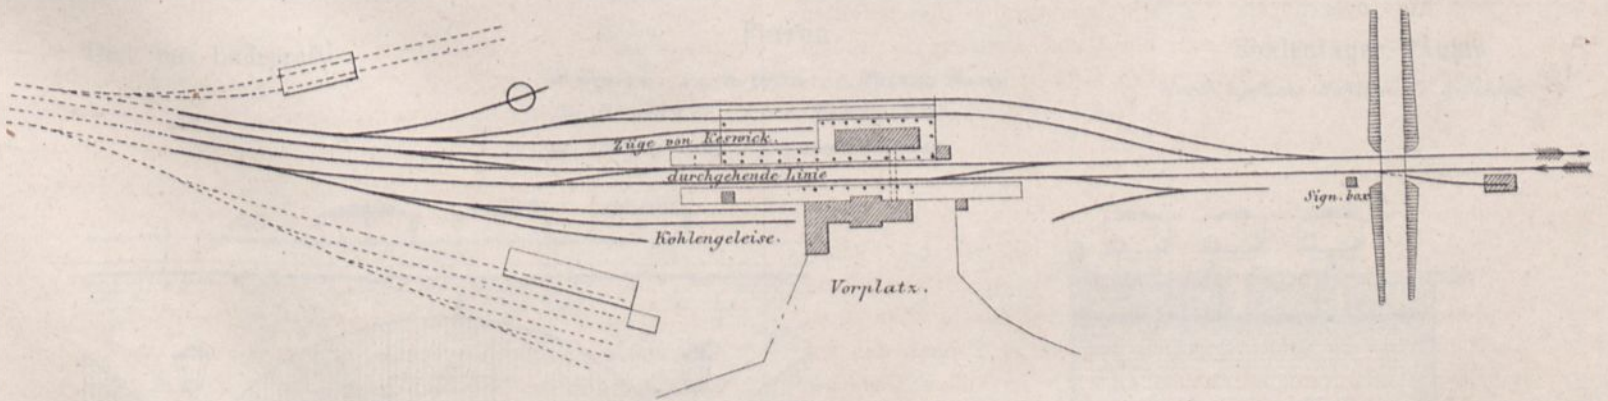 Züge von Keswick.
durchgehende Linie
Sign. box
Kohlengeleise.
Vorplatz.